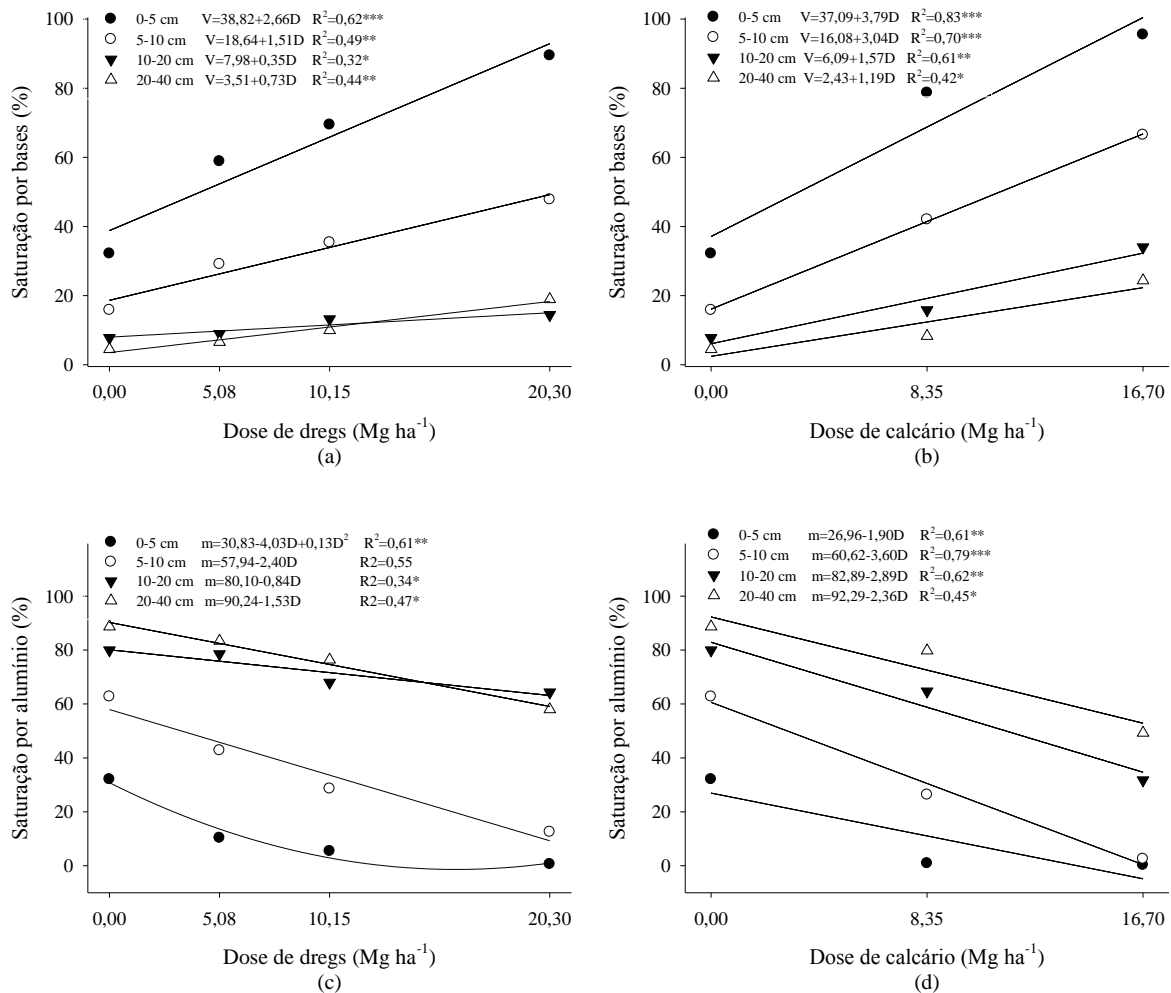 0-5 cm V=38,82+2,66D R²=0,62***
5-10 cm V=18,64+1,51D R²=0,49**
10-20 cm V=7,98+0,35D R²=0,32*
20-40 cm V=3,51+0,73D R²=0,44**
Saturação por bases (%)
100
80
60
40
20
0
0,00 5,08 10,15 20,30
Dose de dregs (Mg ha⁻¹)
(a)
0-5 cm V=37,09+3,79D R²=0,83***
5-10 cm V=16,08+3,04D R²=0,70***
10-20 cm V=6,09+1,57D R²=0,61**
20-40 cm V=2,43+1,19D R²=0,42*
Saturação por bases (%)
100
80
60
40
20
0
0,00 8,35 16,70
Dose de calcário (Mg ha⁻¹)
(b)
0-5 cm m=30,83-4,03D+0,13D² R²=0,61**
5-10 cm m=57,94-2,40D R2=0,55
10-20 cm m=80,10-0,84D R2=0,34*
20-40 cm m=90,24-1,53D R2=0,47*
Saturação por alumínio (%)
100
80
60
40
20
0
0,00 5,08 10,15 20,30
Dose de dregs (Mg ha⁻¹)
(c)
0-5 cm m=26,96-1,90D R²=0,61**
5-10 cm m=60,62-3,60D R²=0,79***
10-20 cm m=82,89-2,89D R²=0,62**
20-40 cm m=92,29-2,36D R²=0,45*
Saturação por alumínio (%)
100
80
60
40
20
0
0,00 8,35 16,70
Dose de calcário (Mg ha⁻¹)
(d)